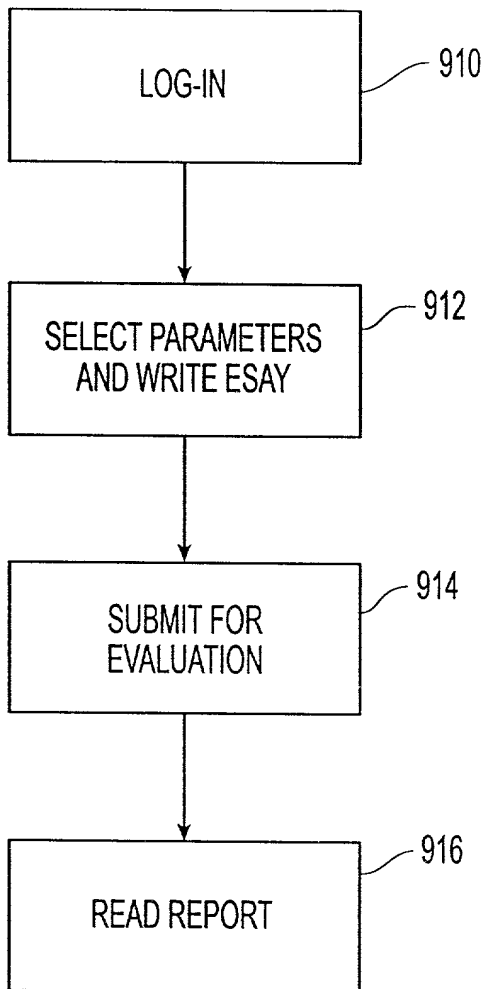 LOG-IN
910
SELECT PARAMETERS
AND WRITE ESAY
912
SUBMIT FOR
EVALUATION
914
READ REPORT
916